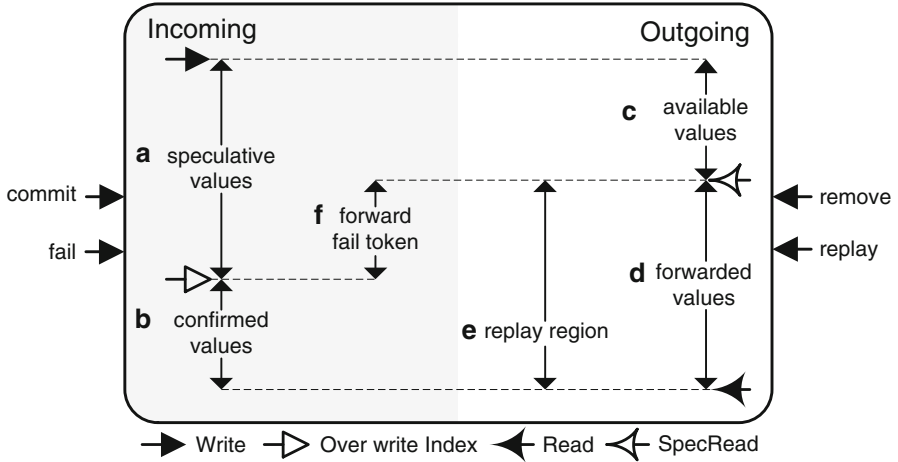 Incoming
Outgoing
c available
values
a speculative
values
commit
remove
f forward
fail token
fail
replay
d forwarded
values
b confirmed
values
e replay region
Write Over write Index Read SpecRead